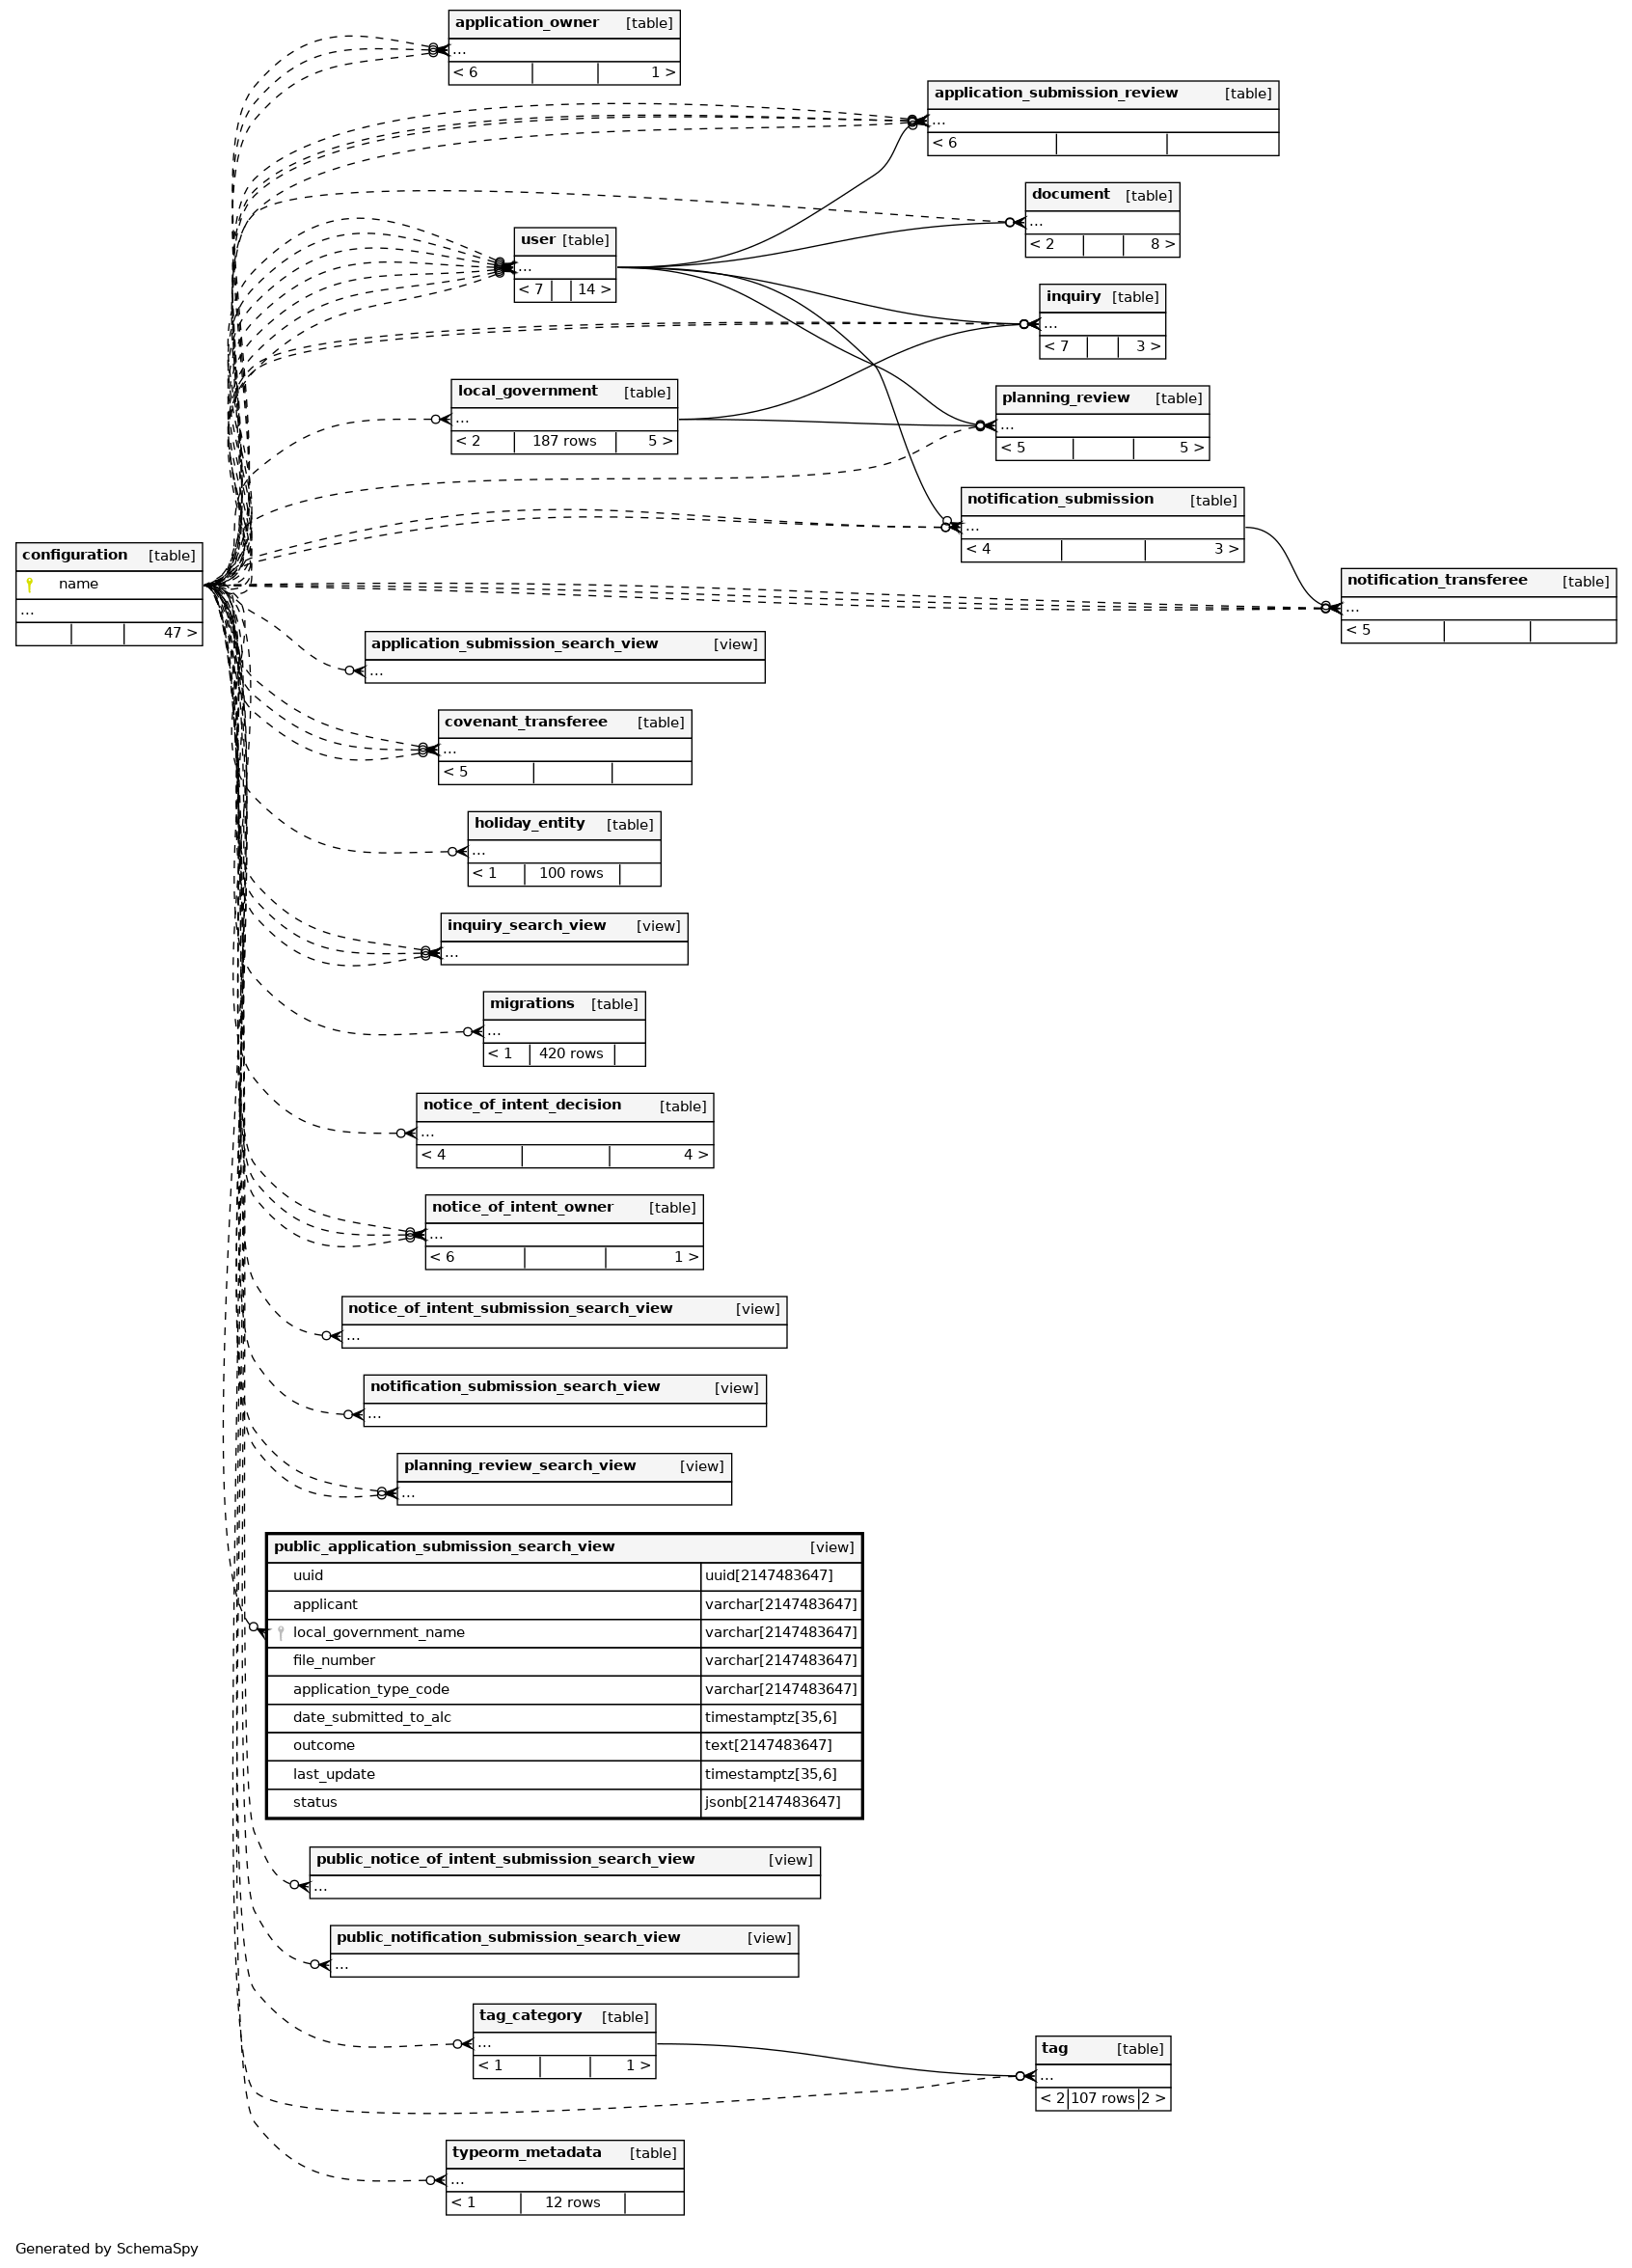 application_owner [table]
...
< 6 1 >
application_submission_review [table]
...
< 6
document [table]
...
< 2 8 >
user [table]
...
< 7 14 >
inquiry [table]
...
< 7 3 >
local_government [table]
...
< 2 187 rows 5 >
planning_review [table]
...
< 5 5 >
notification_submission [table]
...
< 4 3 >
configuration [table]
name
...
47 >
notification_transferee [table]
...
< 5
application_submission_search_view [view]
...
covenant_transferee [table]
...
< 5
holiday_entity [table]
...
< 1 100 rows
inquiry_search_view [view]
...
migrations [table]
...
< 1 420 rows
notice_of_intent_decision [table]
...
< 4 4 >
notice_of_intent_owner [table]
...
< 6 1 >
notice_of_intent_submission_search_view [view]
...
notification_submission_search_view [view]
...
planning_review_search_view [view]
...
public_application_submission_search_view [view]
uuid uuid[2147483647]
applicant varchar[2147483647]
local_government_name varchar[2147483647]
file_number varchar[2147483647]
application_type_code varchar[2147483647]
date_submitted_to_alc timestamptz[35,6]
outcome text[2147483647]
last_update timestamptz[35,6]
status jsonb[2147483647]
public_notice_of_intent_submission_search_view [view]
...
public_notification_submission_search_view [view]
...
tag_category [table]
...
< 1 1 >
tag [table]
...
< 2 107 rows 2 >
typeorm_metadata [table]
...
< 1 12 rows
Generated by SchemaSpy